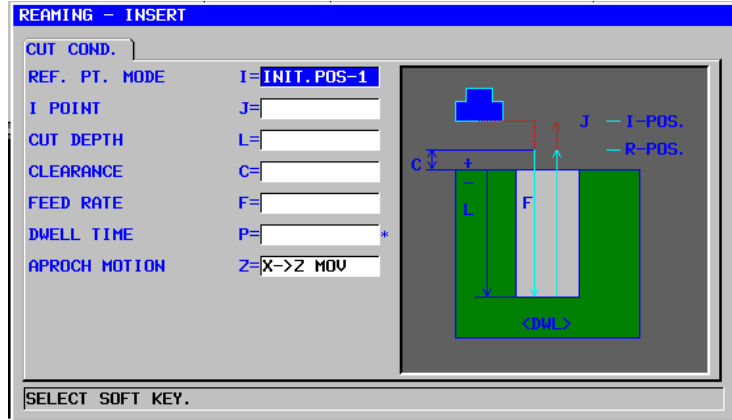 REAMING - INSERT
CUT COND.
REF. PT. MODE I=INIT.POS-1
I POINT J=
CUT DEPTH L=
CLEARANCE C=
FEED RATE F=
DWELL TIME P= *
APROCH MOTION Z=X->Z MOV
J -I-POS.
-R-POS.
C + -
L F
<DWL>
SELECT SOFT KEY.